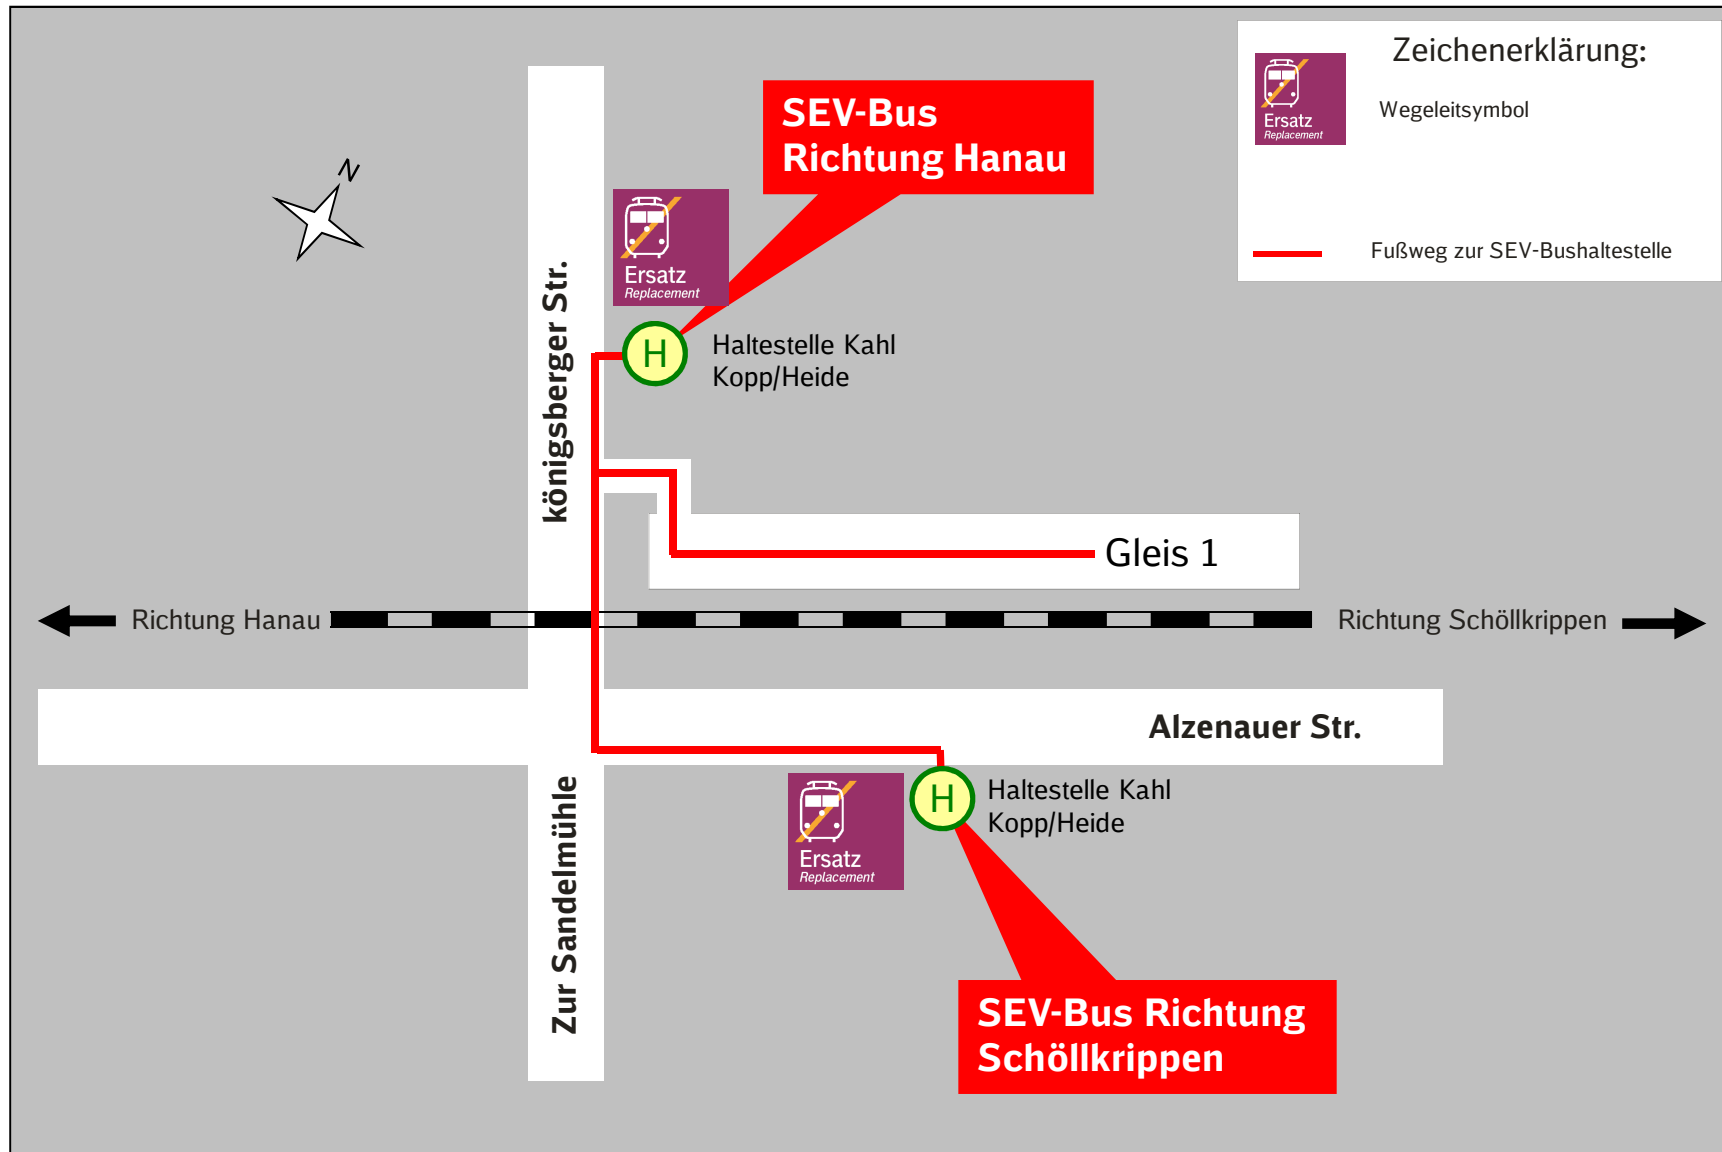 Zeichenerklärung:
Ersatz
Replacement
Wegeleitsymbol
Fußweg zur SEV-Bushaltestelle
SEV-Bus
Richtung Hanau
N
Ersatz
Replacement
königsberger Str.
H
Haltestelle Kahl
Kopp/Heide
Gleis 1
Richtung Hanau
Richtung Schöllkrippen
Alzenauer Str.
Zur Sandelmühle
Ersatz
Replacement
H
Haltestelle Kahl
Kopp/Heide
SEV-Bus Richtung
Schöllkrippen